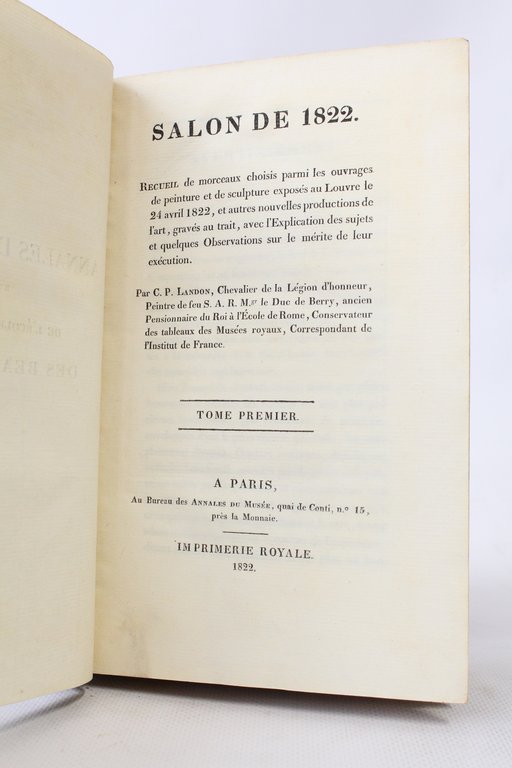 SALON DE 1822.
RECUEIL de morceaux choisis parmi les ouvrages
de peinture et de sculpture exposés au Louvre le
24 avril 1822, et autres nouvelles productions de
l'art, gravés au trait, avec l'Explication des sujets
et quelques Observations sur le mérite de leur
exécution.
Par C. P. LANDON, Chevalier de la Légion d'honneur,
Peintre de feu S. A. R. M.gr le Duc de Berry, ancien
Pensionnaire du Roi à l'École de Rome, Conservateur
des tableaux des Musées royaux, Correspondant de
l'Institut de France.
TOME PREMIER.
A PARIS,
Au Bureau des ANNALES DU MUSÉE, quai de Conti, n.º 15,
près la Monnaie.
IMPRIMERIE ROYALE.
1822.